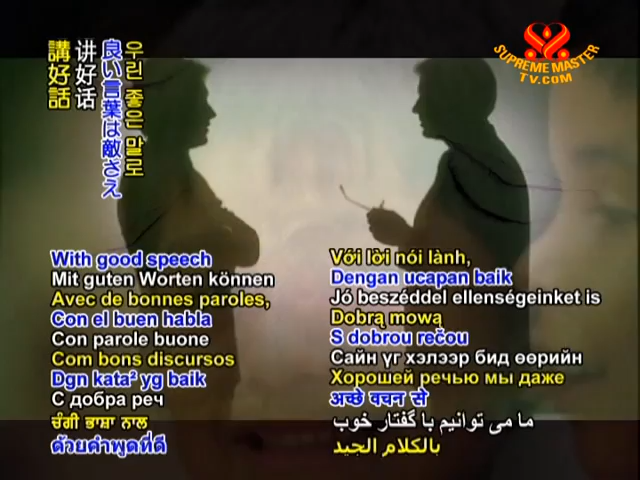 講好話
讲好话
良い言葉は敵さえ
우린 좋은 말로
SUPREME MASTER
TV.COM
With good speech
Mit guten Worten können
Avec de bonnes paroles,
Con el buen habla
Con parole buone
Com bons discursos
Dgn kata² yg baik
С добра реч
ਚੰਗੀ ਭਾਸ਼ਾ ਨਾਲ
ด้วยคำพูดที่ดี
Với lời nói lành,
Dengan ucapan baik
Jó beszéddel ellenségeinket is
Dobrą mową
S dobrou rečou
Сайн үг хэлээр бид өөрийн
Хорошей речью мы даже
अच्छे वचन से
ما می توانیم با گفتار خوب
بالكلام الجيد